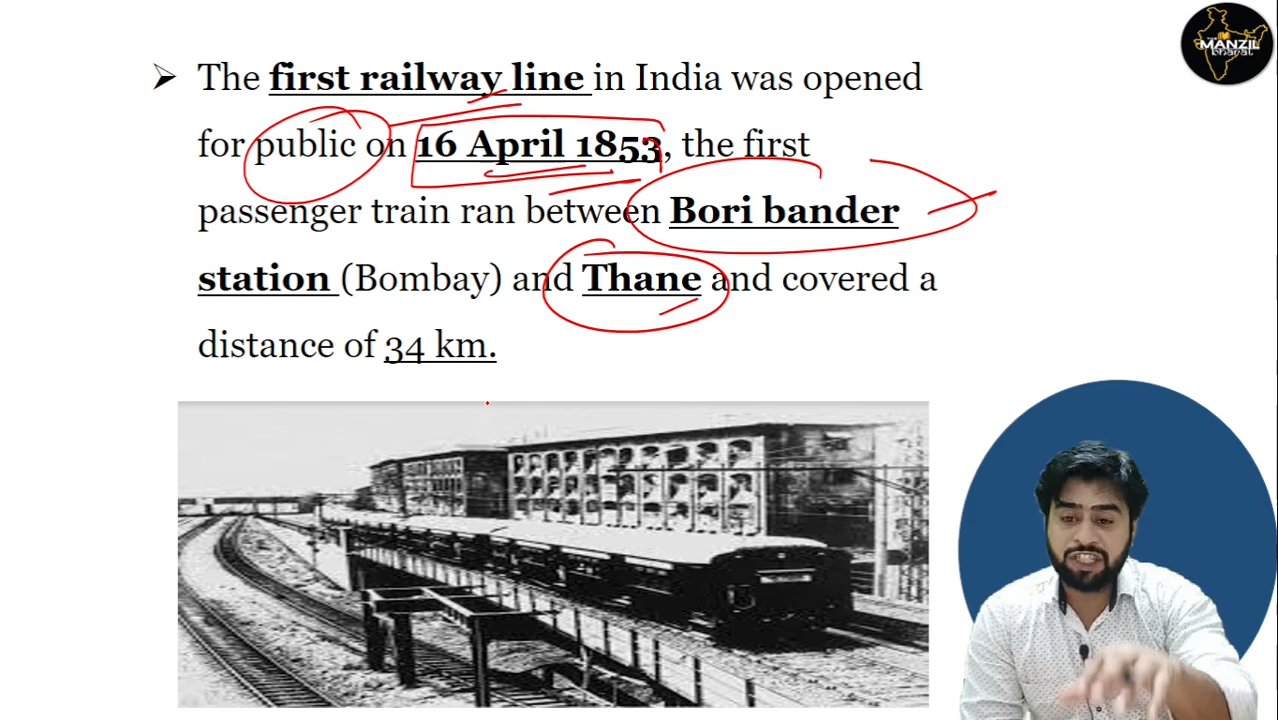 MANZIL
➢ The first railway line in India was opened
for public on 16 April 1853, the first
passenger train ran between Bori bander
station (Bombay) and Thane and covered a
distance of 34 km.